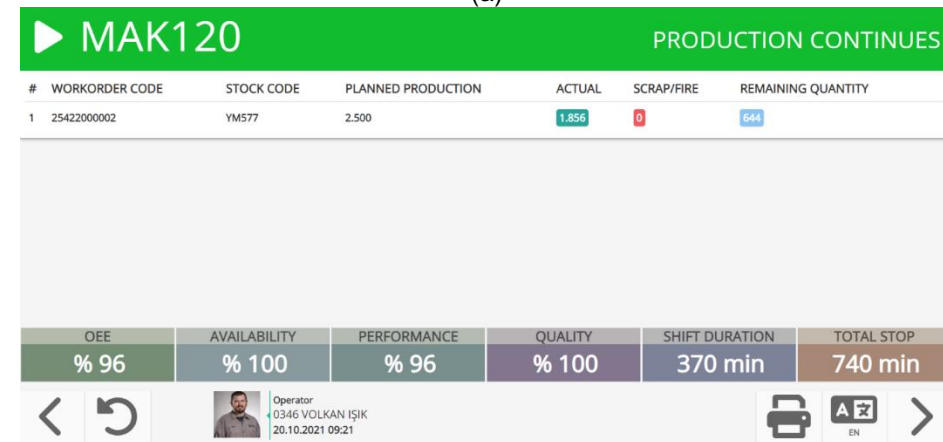 (a)
MAK120 PRODUCTION CONTINUES
# WORKORDER CODE STOCK CODE PLANNED PRODUCTION ACTUAL SCRAP/FIRE REMAINING QUANTITY
1 25422000002 YM577 2.500 1.856 0 644
OEE AVAILABILITY PERFORMANCE QUALITY SHIFT DURATION TOTAL STOP
% 96 % 100 % 96 % 100 370 min 740 min
Operator
0346 VOLKAN IŞIK
20.10.2021 09:21
A 文
EN